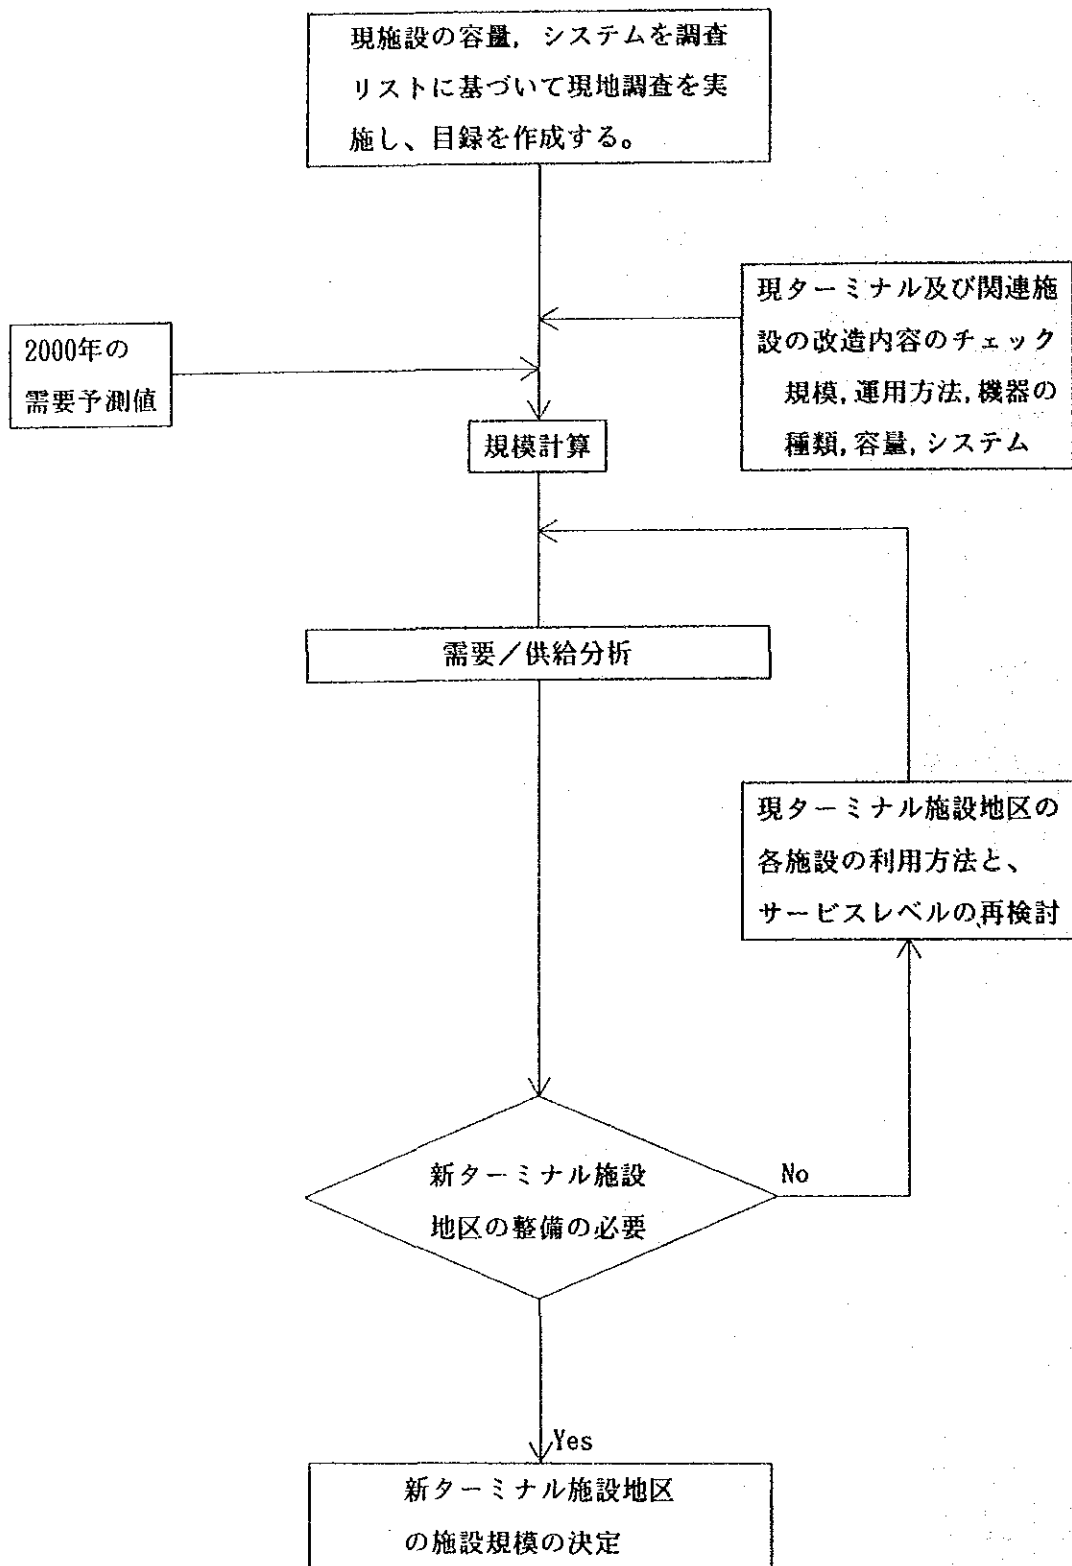 現施設の容量, システムを調査
リストに基づいて現地調査を実
施し、目録を作成する。
現ターミナル及び関連施
設の改造内容のチェック
規模,運用方法,機器の
種類,容量,システム
2000年の
需要予測値
規模計算
需要／供給分析
現ターミナル施設地区の
各施設の利用方法と、
サービスレベルの再検討
新ターミナル施設
地区の整備の必要
No
Yes
新ターミナル施設地区
の施設規模の決定